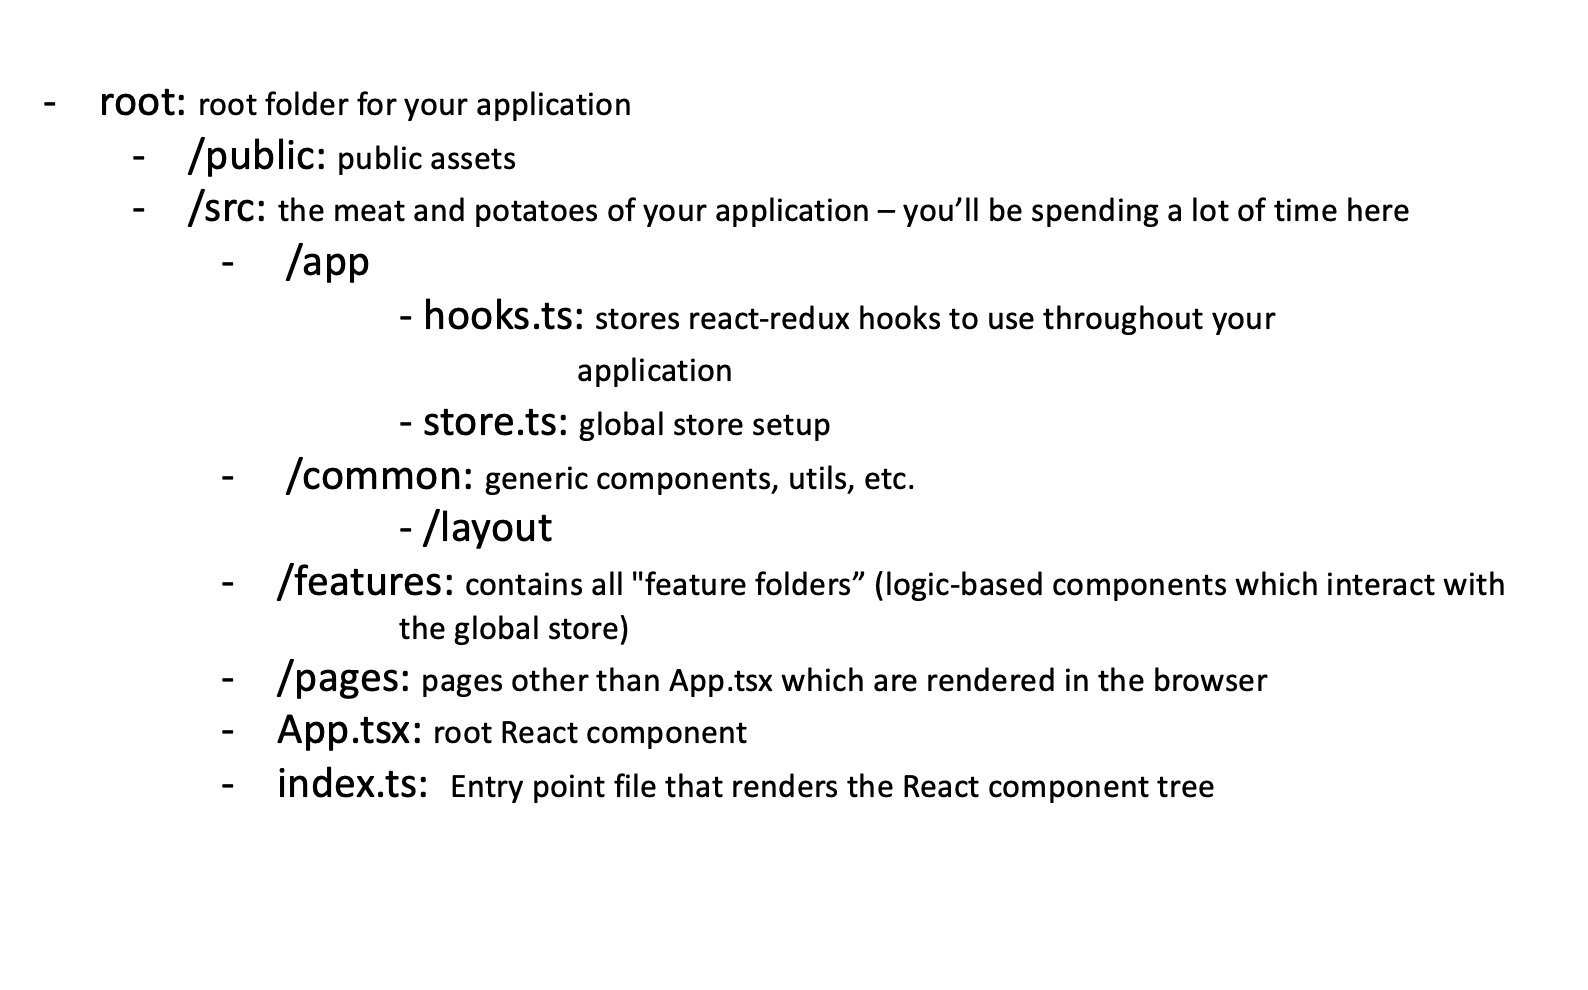 - root: root folder for your application
- /public: public assets
- /src: the meat and potatoes of your application – you’ll be spending a lot of time here
- /app
- hooks.ts: stores react-redux hooks to use throughout your
application
- store.ts: global store setup
- /common: generic components, utils, etc.
- /layout
- /features: contains all "feature folders” (logic-based components which interact with
the global store)
- /pages: pages other than App.tsx which are rendered in the browser
- App.tsx: root React component
- index.ts: Entry point file that renders the React component tree